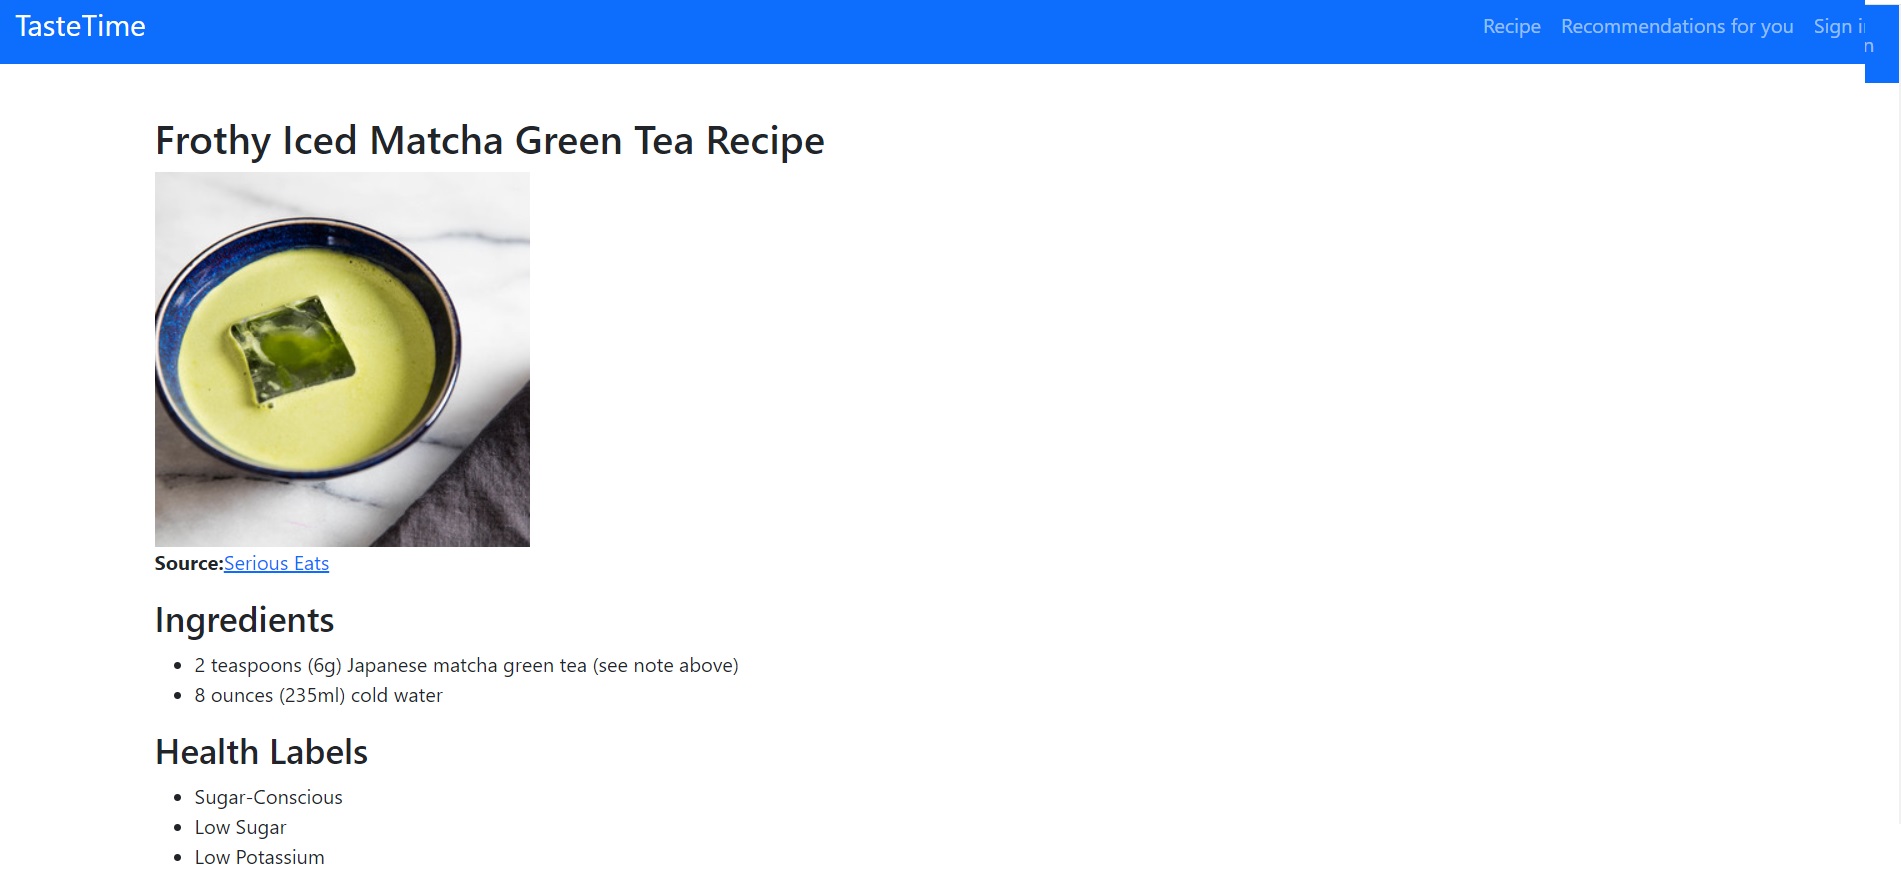 TasteTime
Recipe Recommendations for you Sign in
Frothy Iced Matcha Green Tea Recipe
Source:Serious Eats
Ingredients
2 teaspoons (6g) Japanese matcha green tea (see note above)
8 ounces (235ml) cold water
Health Labels
Sugar-Conscious
Low Sugar
Low Potassium